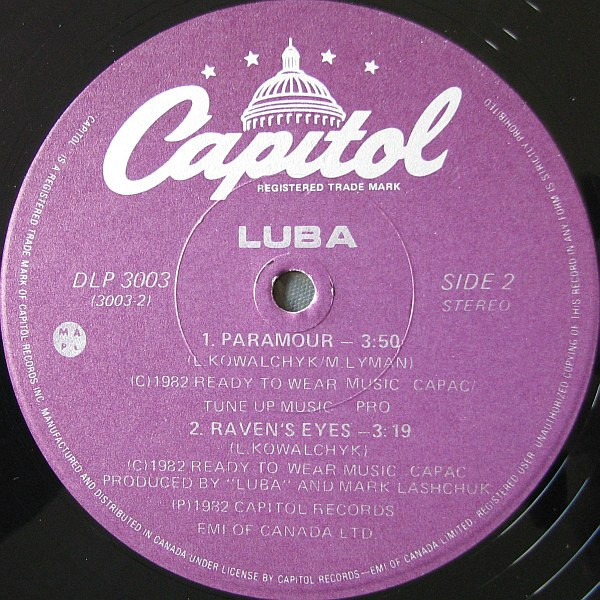 Capitol
REGISTERED TRADE MARK
LUBA
DLP 3003
(3003-2)
SIDE 2
STEREO
M A
P L
1. PARAMOUR – 3:50
(L.KOWALCHYK/M.LYMAN)
(C)1982 READY TO WEAR MUSIC CAPAC/
TUNE UP MUSIC PRO
2. RAVEN'S EYES –3:19
(L.KOWALCHYK)
(C)1982 READY TO WEAR MUSIC CAPAC
PRODUCED BY "LUBA" AND MARK LASHCHUK
(P)1982 CAPITOL RECORDS
EMI OF CANADA LTD.
CAPITOL IS A REGISTERED TRADE MARK OF CAPITOL RECORDS INC. MANUFACTURED AND DISTRIBUTED IN CANADA UNDER LICENSE BY CAPITOL RECORDS—EMI OF CANADA LIMITED. REGISTERED USER. UNAUTHORIZED COPYING OF THIS RECORD IN ANY FORM IS STRICTLY PROHIBITED